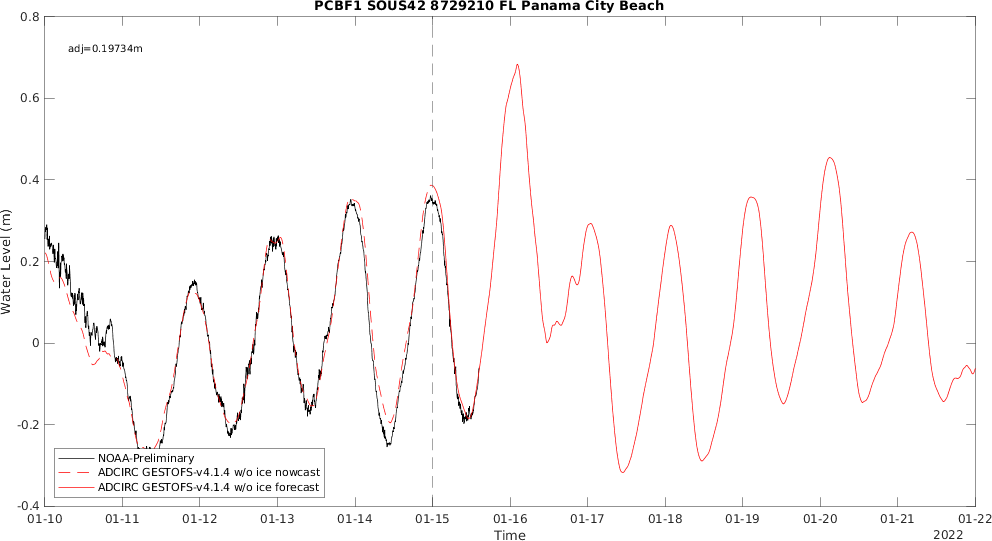 PCBF1 SOUS42 8729210 FL Panama City Beach
adj=0.19734m
Water Level (m)
0.8
0.6
0.4
0.2
0
-0.2
-0.4
NOAA-Preliminary
ADCIRC GESTOFS-v4.1.4 w/o ice nowcast
ADCIRC GESTOFS-v4.1.4 w/o ice forecast
01-10 01-11 01-12 01-13 01-14 01-15 01-16 01-17 01-18 01-19 01-20 01-21 01-22
Time
2022